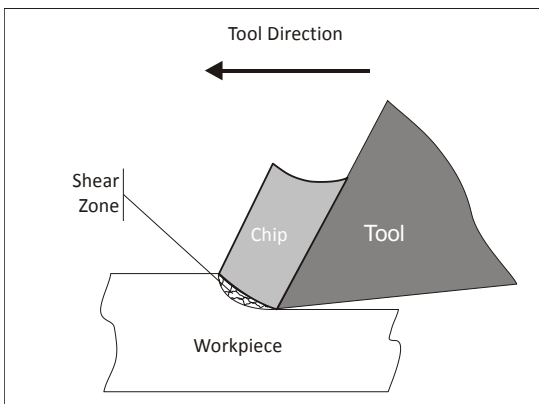 Tool Direction
Shear
Zone
Chip
Tool
Workpiece